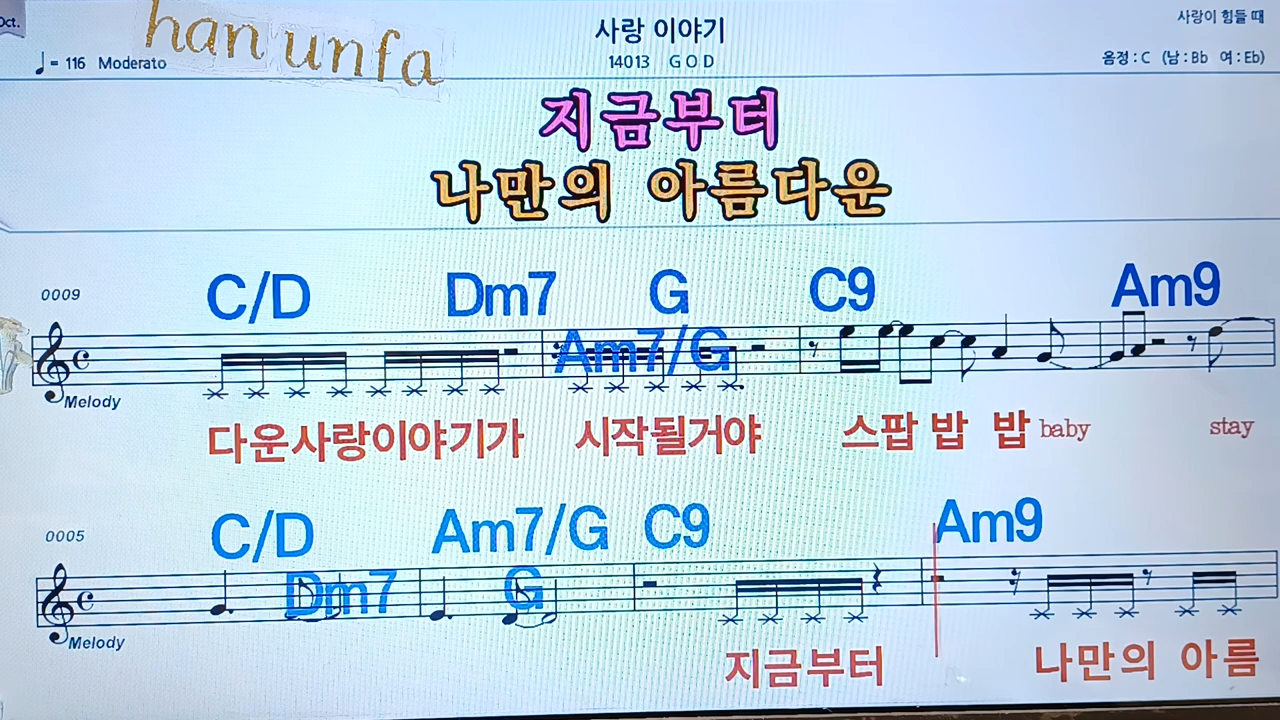 Oct.
han unfa
사랑 이야기
사랑이 힘들 때
♩= 116 Moderato
14013 G O D
음정 : C (남 : Bb 여 : Eb)
지금부터
나만의 아름다운
0009
C/D Dm7 G C9 Am9
Am7/G
Melody
다운사랑이야기가 시작될거야 스팝 밥 밥 baby stay
0005
C/D Am7/G C9 Am9
Dm7 G
Melody
지금부터 나만의 아름